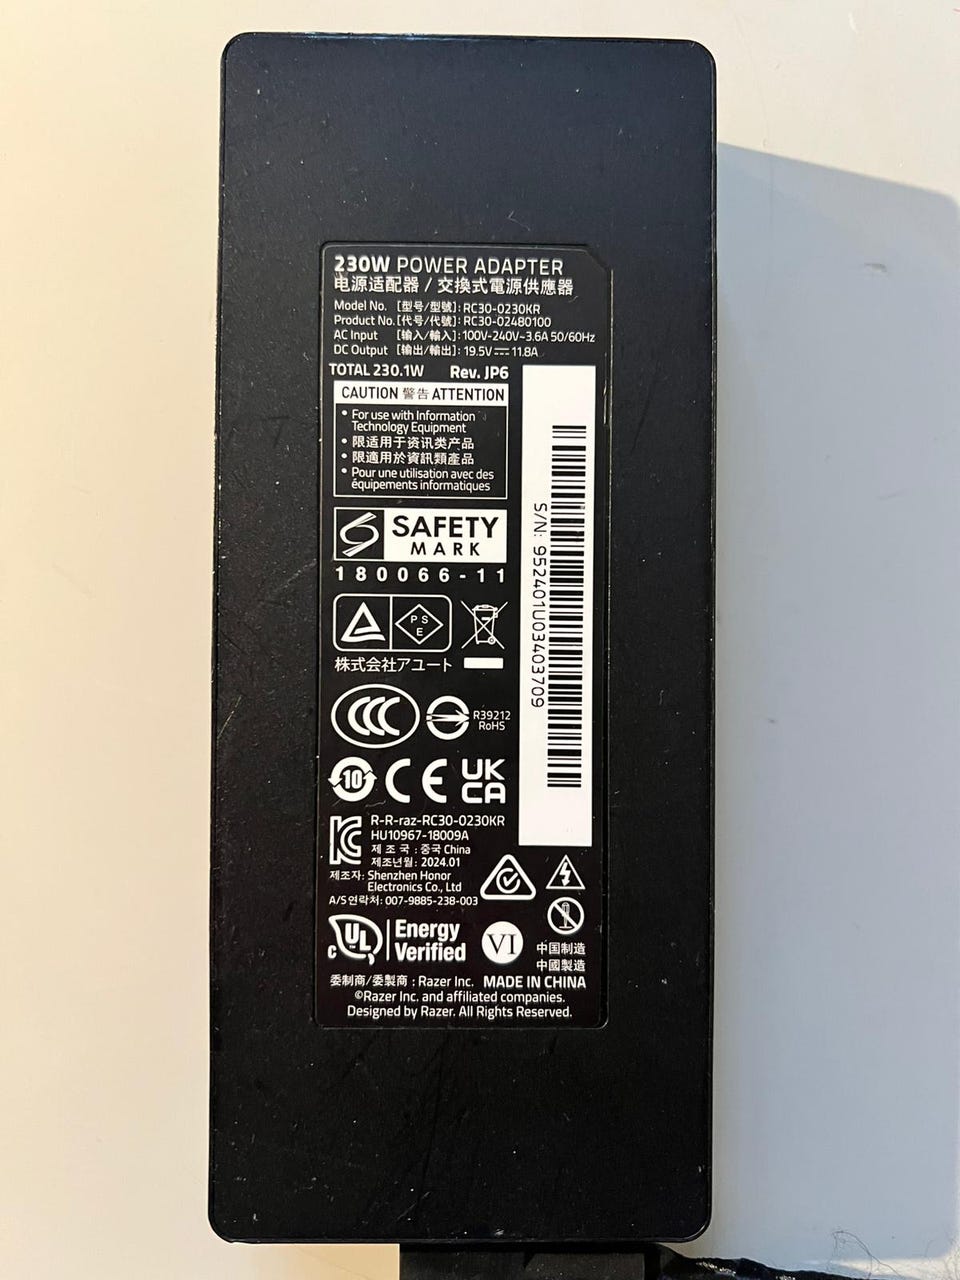 230W POWER ADAPTER
电源适配器 / 交換式電源供應器
Model No. [型号/型號]: RC30-0230KR
Product No. [代号/代號]: RC30-02480100
AC Input [输入/輸入]: 100V-240V~3.6A 50/60Hz
DC Output [输出/輸出]: 19.5V⎓11.8A
TOTAL 230.1W Rev. JP6
CAUTION 警告 ATTENTION
• For use with Information
Technology Equipment
• 限适用于资讯类产品
• 限適用於資訊類產品
• Pour une utilisation avec des
équipements informatiques
SAFETY
MARK
180066-11
PS
E
株式会社アユート
S/N: 952401U03403709
CCC
R39212
RoHS
10
CE
UK
CA
R-R-raz-RC30-0230KR
HU10967-18009A
제 조 국 : 중국 China
제조년월: 2024.01
제조자: Shenzhen Honor
Electronics Co., Ltd
A/S연락처: 007-9885-238-003
c UL Energy
Verified
VI
中国制造
中國製造
委制商/委製商 : Razer Inc. MADE IN CHINA
©Razer Inc. and affiliated companies.
Designed by Razer. All Rights Reserved.